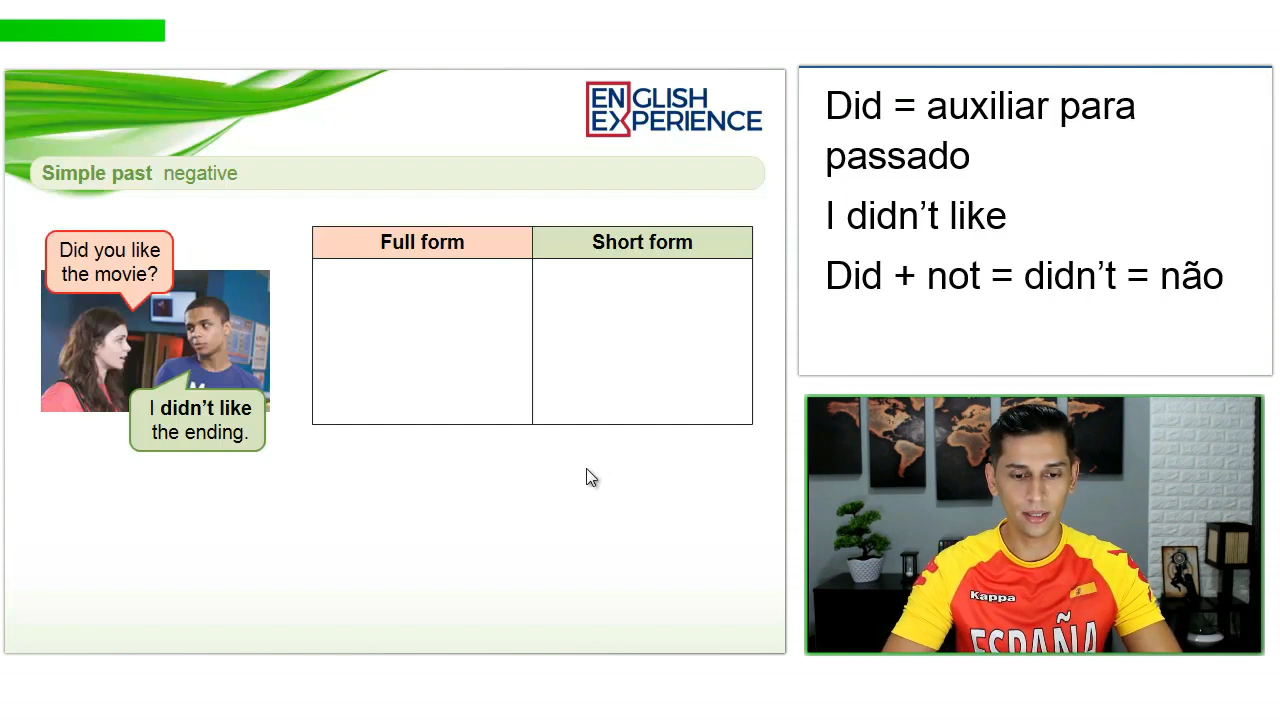 ENGLISH
EXPERIENCE
Simple past negative
Did you like
the movie?
I didn't like
the ending.
Full form
Short form
Did = auxiliar para
passado
I didn't like
Did + not = didn't = não
Kappa
ESPAÑA